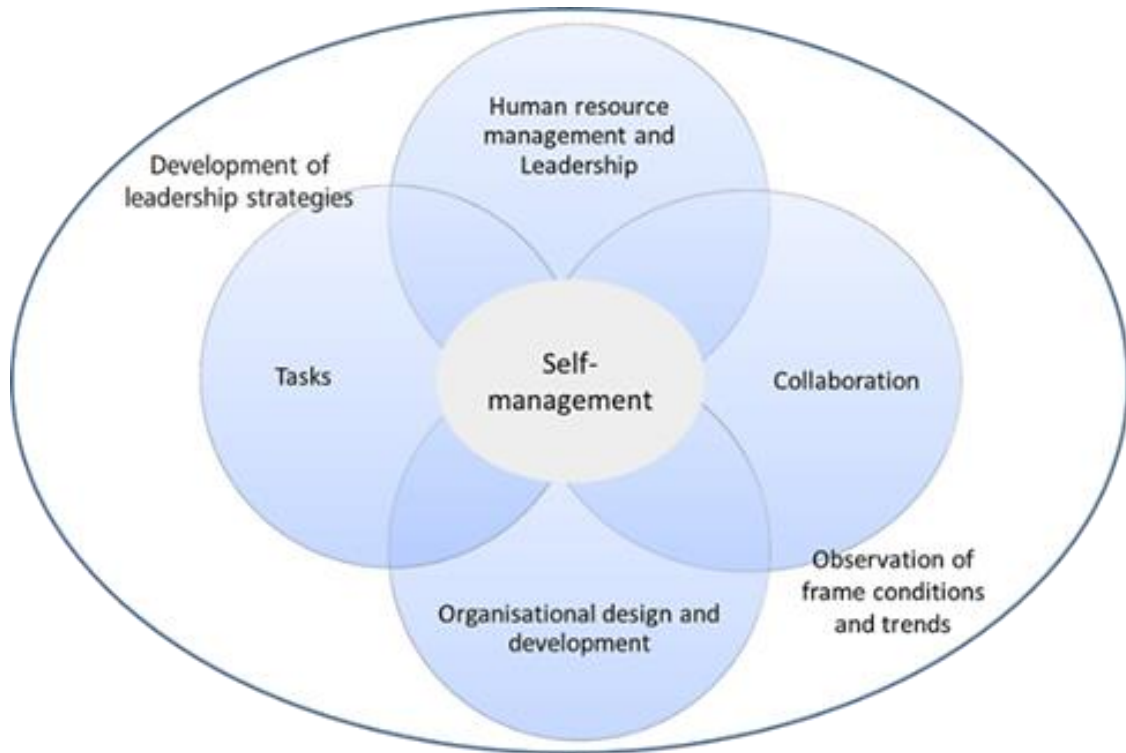 Human resource
management and
Leadership
Development of
leadership strategies
Tasks
Self-
management
Collaboration
Organisational design and
development
Observation of
frame conditions
and trends